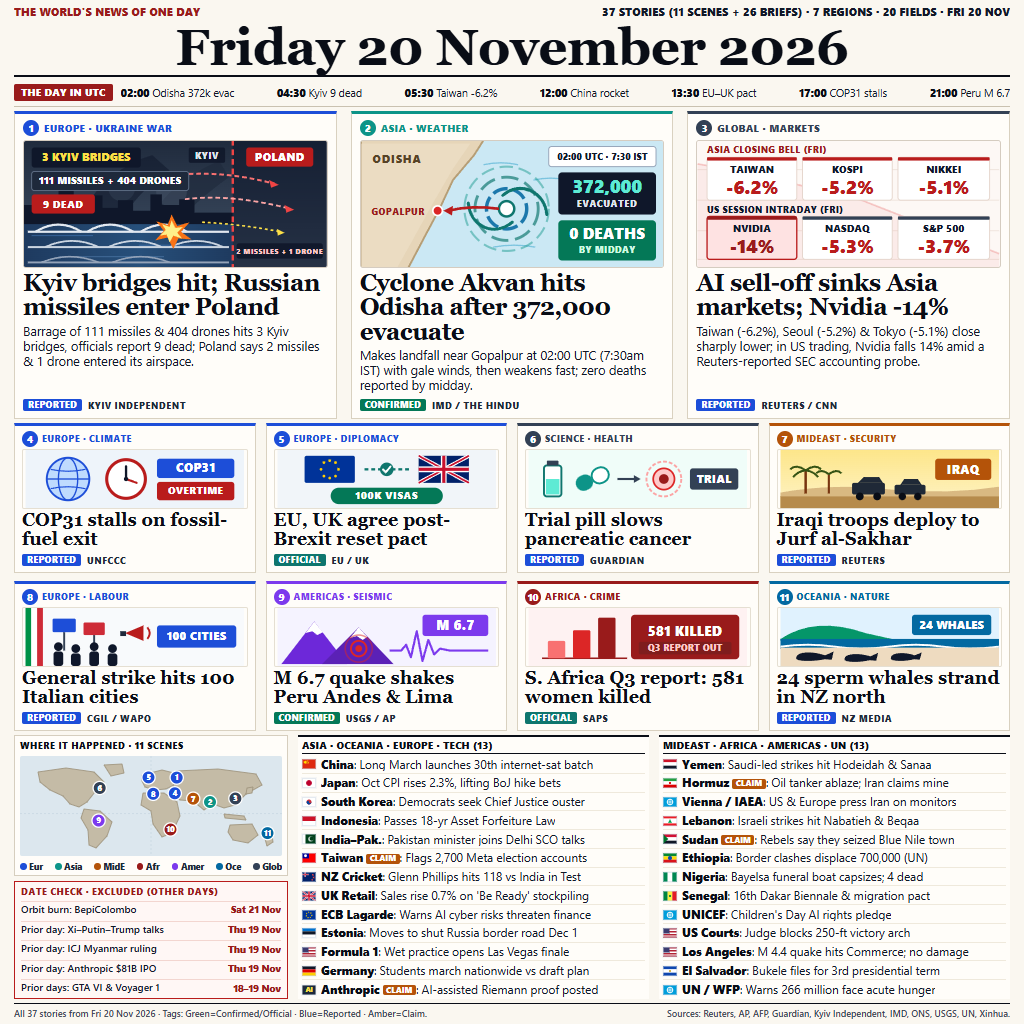 THE WORLD'S NEWS OF ONE DAY
37 STORIES (11 SCENES + 26 BRIEFS) · 7 REGIONS · 20 FIELDS · FRI 20 NOV
Friday 20 November 2026
THE DAY IN UTC
02:00 Odisha 372k evac
04:30 Kyiv 9 dead
05:30 Taiwan -6.2%
12:00 China rocket
13:30 EU–UK pact
17:00 COP31 stalls
21:00 Peru M 6.7
1 EUROPE · UKRAINE WAR
3 KYIV BRIDGES
KYIV
POLAND
111 MISSILES + 404 DRONES
9 DEAD
2 MISSILES + 1 DRONE
Kyiv bridges hit; Russian
missiles enter Poland
Barrage of 111 missiles & 404 drones hits 3 Kyiv
bridges, officials report 9 dead; Poland says 2 missiles
& 1 drone entered its airspace.
REPORTED KYIV INDEPENDENT
2 ASIA · WEATHER
ODISHA
02:00 UTC · 7:30 IST
372,000
EVACUATED
GOPALPUR
0 DEATHS
BY MIDDAY
Cyclone Akvan hits
Odisha after 372,000
evacuate
Makes landfall near Gopalpur at 02:00 UTC (7:30am
IST) with gale winds, then weakens fast; zero deaths
reported by midday.
CONFIRMED IMD / THE HINDU
3 GLOBAL · MARKETS
ASIA CLOSING BELL (FRI)
TAIWAN
-6.2%
KOSPI
-5.2%
NIKKEI
-5.1%
US SESSION INTRADAY (FRI)
NVIDIA
-14%
NASDAQ
-5.3%
S&P 500
-3.7%
AI sell-off sinks Asia
markets; Nvidia -14%
Taiwan (-6.2%), Seoul (-5.2%) & Tokyo (-5.1%) close
sharply lower; in US trading, Nvidia falls 14% amid a
Reuters-reported SEC accounting probe.
REPORTED REUTERS / CNN
4 EUROPE · CLIMATE
COP31
OVERTIME
COP31 stalls on fossil-
fuel exit
REPORTED UNFCCC
5 EUROPE · DIPLOMACY
100K VISAS
EU, UK agree post-
Brexit reset pact
OFFICIAL EU / UK
6 SCIENCE · HEALTH
TRIAL
Trial pill slows
pancreatic cancer
REPORTED GUARDIAN
7 MIDEAST · SECURITY
IRAQ
Iraqi troops deploy to
Jurf al-Sakhar
REPORTED REUTERS
8 EUROPE · LABOUR
100 CITIES
General strike hits 100
Italian cities
REPORTED CGIL / WAPO
9 AMERICAS · SEISMIC
M 6.7
M 6.7 quake shakes
Peru Andes & Lima
CONFIRMED USGS / AP
10 AFRICA · CRIME
581 KILLED
Q3 REPORT OUT
S. Africa Q3 report: 581
women killed
OFFICIAL SAPS
11 OCEANIA · NATURE
24 WHALES
24 sperm whales strand
in NZ north
REPORTED NZ MEDIA
WHERE IT HAPPENED · 11 SCENES
5 1
6 8 4 7 2 3
9 10 11
Eur Asia MidE Afr Amer Oce Glob
DATE CHECK · EXCLUDED (OTHER DAYS)
Orbit burn: BepiColombo Sat 21 Nov
Prior day: Xi–Putin–Trump talks Thu 19 Nov
Prior day: ICJ Myanmar ruling Thu 19 Nov
Prior day: Anthropic $81B IPO Thu 19 Nov
Prior days: GTA VI & Voyager 1 18–19 Nov
ASIA · OCEANIA · EUROPE · TECH (13)
China: Long March launches 30th internet-sat batch
Japan: Oct CPI rises 2.3%, lifting BoJ hike bets
South Korea: Democrats seek Chief Justice ouster
Indonesia: Passes 18-yr Asset Forfeiture Law
India–Pak.: Pakistan minister joins Delhi SCO talks
Taiwan CLAIM: Flags 2,700 Meta election accounts
NZ Cricket: Glenn Phillips hits 118 vs India in Test
UK Retail: Sales rise 0.7% on 'Be Ready' stockpiling
ECB Lagarde: Warns AI cyber risks threaten finance
Estonia: Moves to shut Russia border road Dec 1
Formula 1: Wet practice opens Las Vegas finale
Germany: Students march nationwide vs draft plan
AI Anthropic CLAIM: AI-assisted Riemann proof posted
MIDEAST · AFRICA · AMERICAS · UN (13)
Yemen: Saudi-led strikes hit Hodeidah & Sanaa
Hormuz CLAIM: Oil tanker ablaze; Iran claims mine
Vienna / IAEA: US & Europe press Iran on monitors
Lebanon: Israeli strikes hit Nabatieh & Beqaa
Sudan CLAIM: Rebels say they seized Blue Nile town
Ethiopia: Border clashes displace 700,000 (UN)
Nigeria: Bayelsa funeral boat capsizes; 4 dead
Senegal: 16th Dakar Biennale & migration pact
UNICEF: Children's Day AI rights pledge
US Courts: Judge blocks 250-ft victory arch
Los Angeles: M 4.4 quake hits Commerce; no damage
El Salvador: Bukele files for 3rd presidential term
UN / WFP: Warns 266 million face acute hunger
All 37 stories from Fri 20 Nov 2026 · Tags: Green=Confirmed/Official · Blue=Reported · Amber=Claim.
Sources: Reuters, AP, AFP, Guardian, Kyiv Independent, IMD, ONS, USGS, UN, Xinhua.